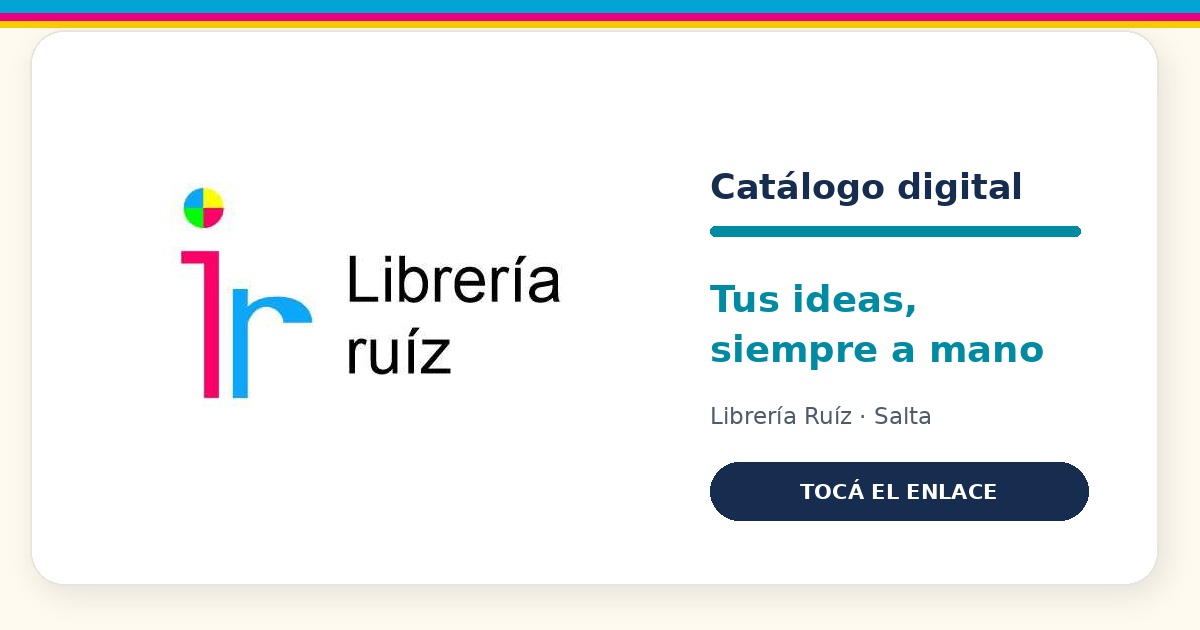 Librería
ruíz
Catálogo digital
Tus ideas,
siempre a mano
Librería Ruíz · Salta
TOCÁ EL ENLACE